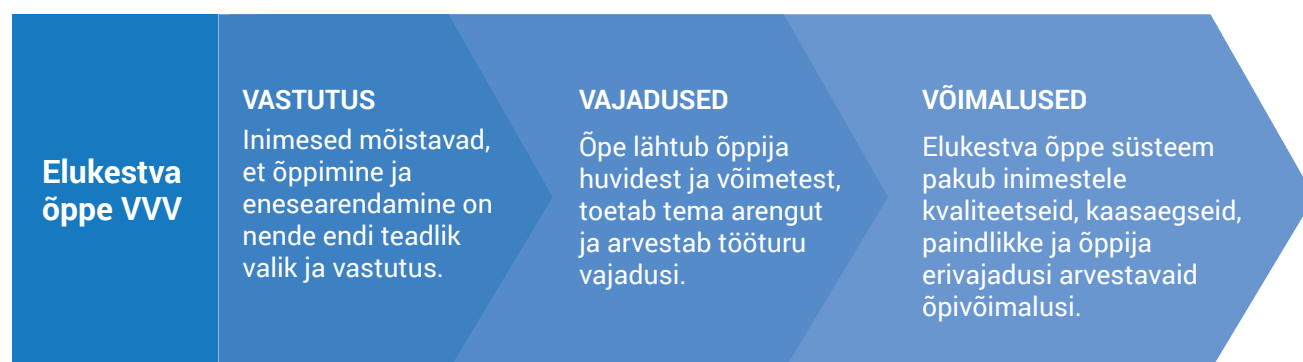 Elukestva
õppe VVV
VASTUTUS
Inimesed mõistavad,
et õppimine ja
enesearendamine on
nende endi teadlik
valik ja vastutus.
VAJADUSED
Õpe lähtub õppija
huvidest ja võimetest,
toetab tema arengut
ja arvestab tööturu
vajadusi.
VÕIMALUSED
Elukestva õppe süsteem
pakub inimestele
kvaliteetseid, kaasaegseid,
paindlikke ja õppija
erivajadusi arvestavaid
õpivõimalusi.